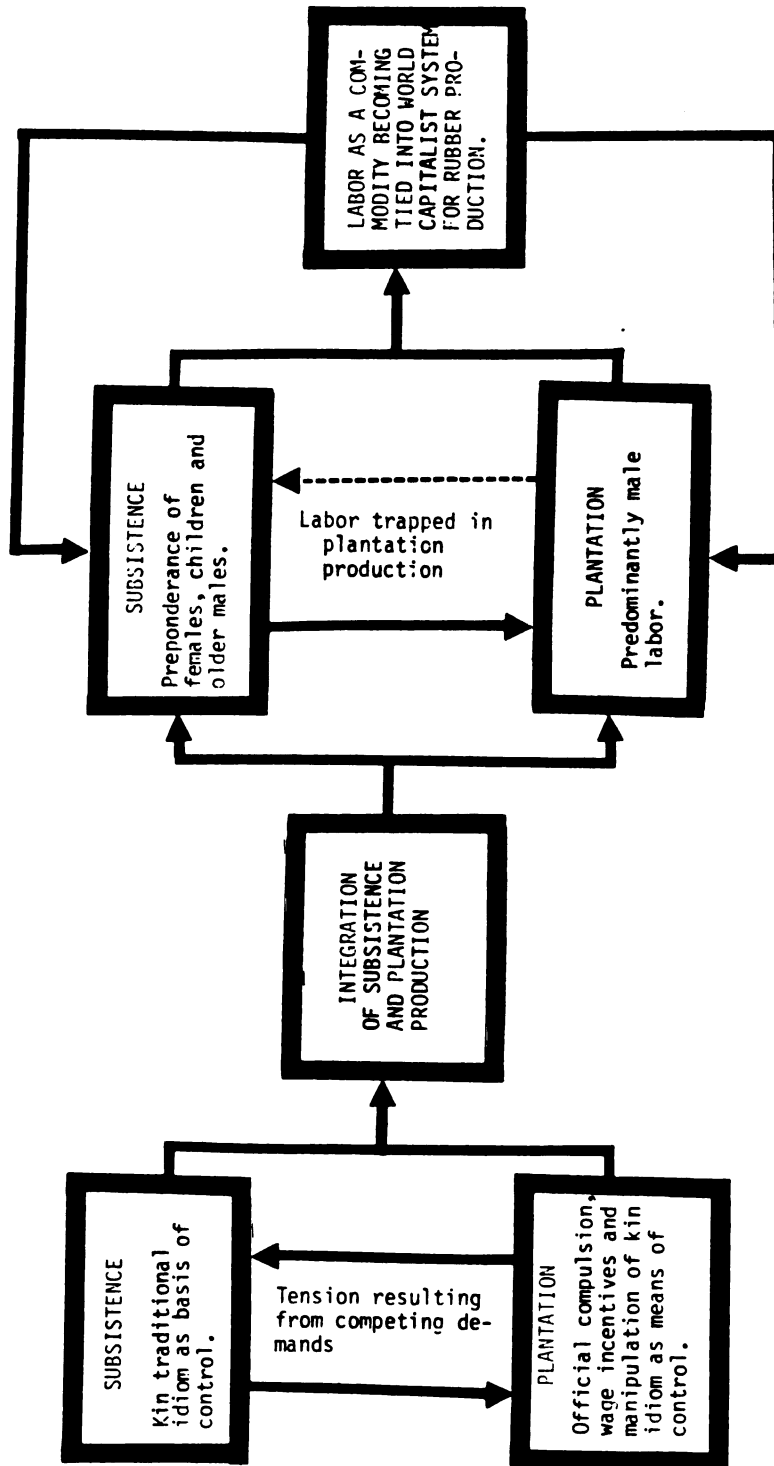 SUBSISTENCE
Kin traditional
idiom as basis of
control.
Tension resulting
from competing de-
mands
PLANTATION
Official compulsion,
wage incentives and
manipulation of kin
idiom as means of
control.
INTEGRATION
OF SUBSISTENCE
AND PLANTATION
PRODUCTION
SUBSISTENCE
Preponderance of
females, children and
older males.
Labor trapped in
plantation
production
PLANTATION
Predominantly male
labor.
LABOR AS A COM-
MODITY BECOMING
TIED INTO WORLD
CAPITALIST SYSTEM
FOR RUBBER PRO-
DUCTION.